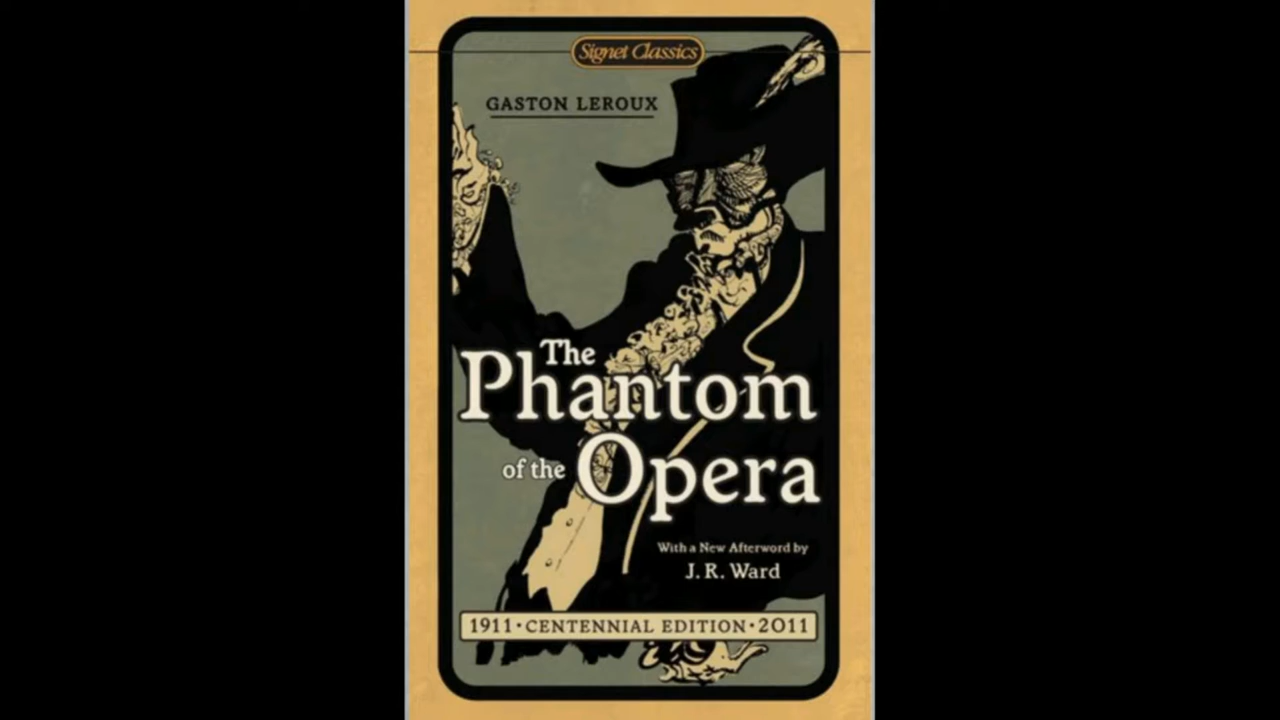 Signet Classics
GASTON LEROUX
The
Phantom
of the Opera
With a New Afterword by
J. R. Ward
1911 · CENTENNIAL EDITION · 2011